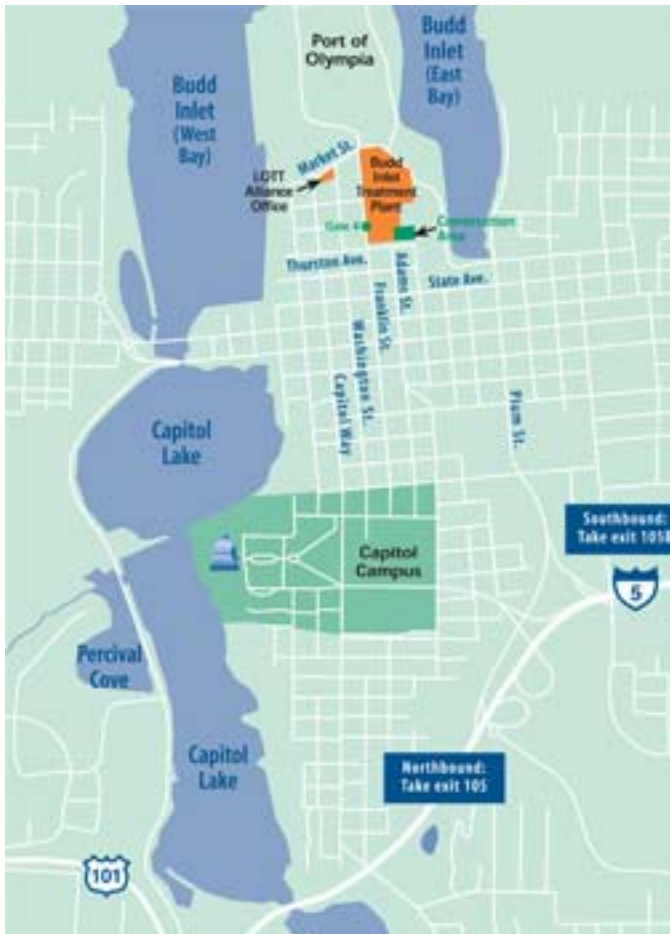 Port of
Olympia
Budd
Inlet
(East
Bay)
Budd
Inlet
(West
Bay)
Market St.
LOTT
Alliance
Office
Budd
Inlet
Treatment
Plant
Gate 4
Conservation
Area
Thurston Ave.
State Ave.
Adams St.
Franklin St.
Washington St.
Capitol Way
Plum St.
Capitol
Lake
Southbound:
Take exit 105B
5
Capitol
Campus
Percival
Cove
Capitol
Lake
Northbound:
Take exit 105
101